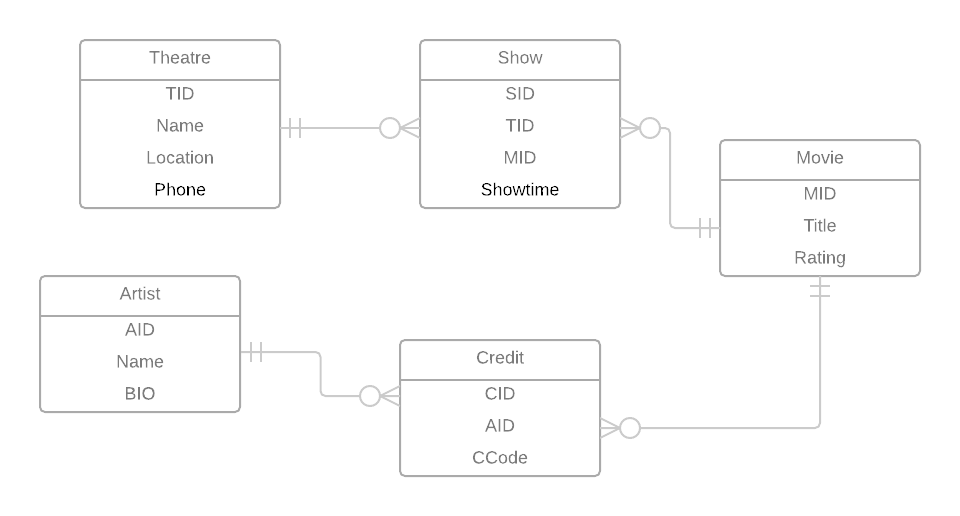 Theatre
TID
Name
Location
Phone
Show
SID
TID
MID
Showtime
Movie
MID
Title
Rating
Artist
AID
Name
BIO
Credit
CID
AID
CCode